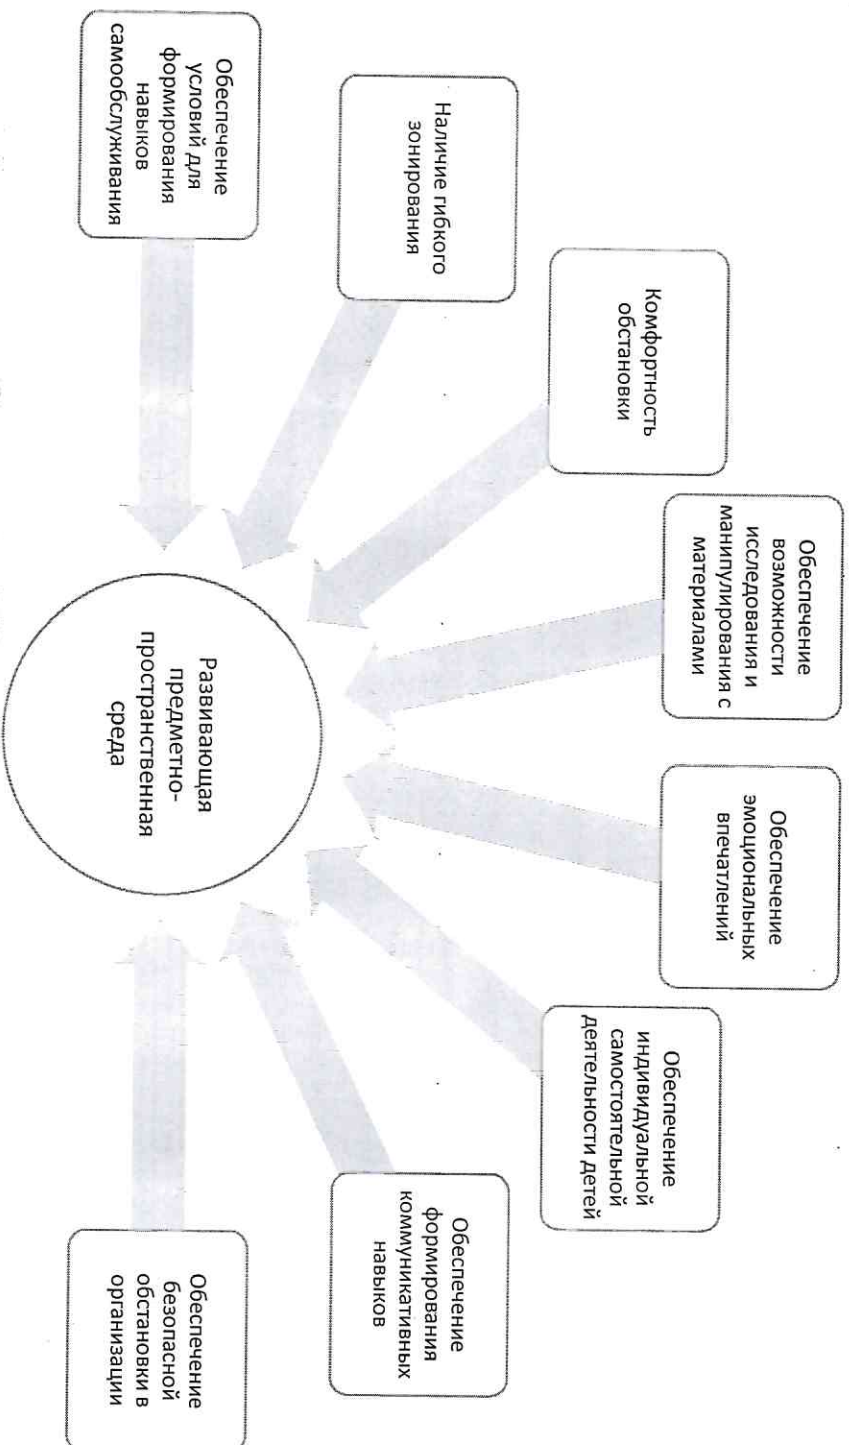 Обеспечение
условий для
формирования
навыков
самообслуживания
Наличие гибкого
зонирования
Комфортность
обстановки
Обеспечение
возможности
исследования и
манипулирования с
материалами
Обеспечение
эмоциональных
впечатлений
Обеспечение
индивидуальной
самостоятельной
деятельности детей
Обеспечение
формирования
коммуникативных
навыков
Обеспечение
безопасной
обстановки в
организации
Развивающая
предметно-
пространственная
среда